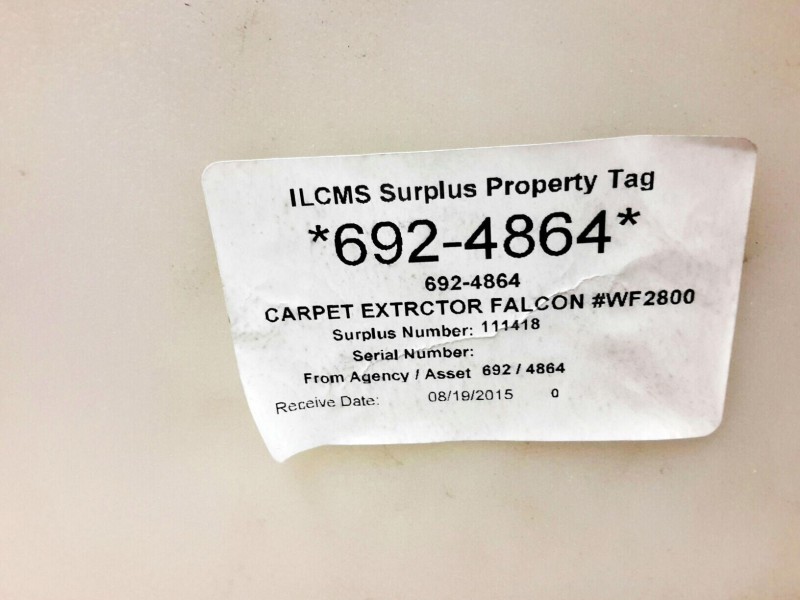 ILCMS Surplus Property Tag
*692-4864*
692-4864
CARPET EXTRCTOR FALCON #WF2800
Surplus Number: 111418
Serial Number:
From Agency / Asset 692 / 4864
Receive Date: 08/19/2015 0